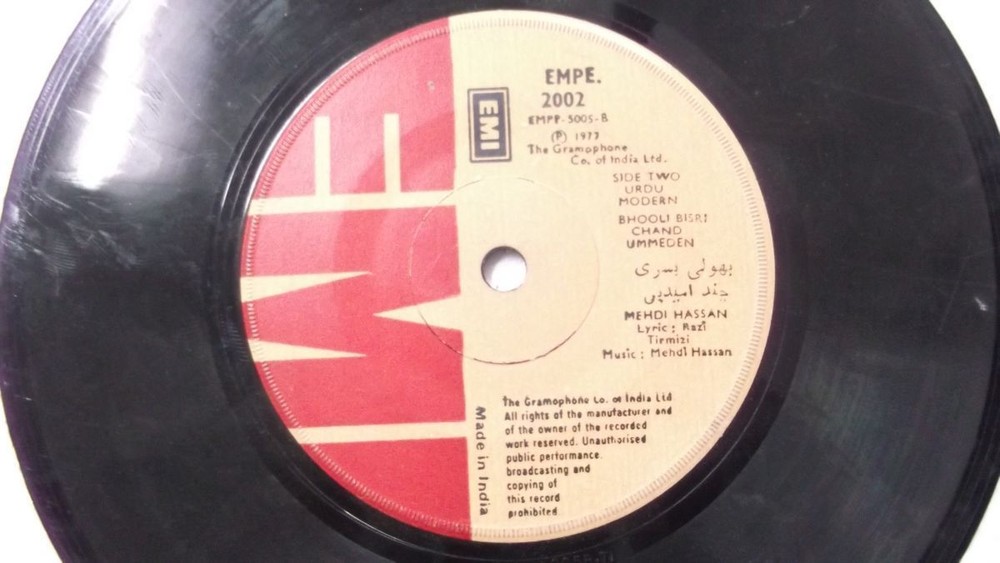 EMI
EMPE.
2002
EMPP-5005-B
Ⓟ 1977
The Gramophone
Co. of India Ltd.
SIDE TWO
URDU
MODERN
BHOOLI BISRI
CHAND
UMMEDEN
بھولی بسری
چند امیدیں
MEHDI HASSAN
Lyric : Razi
Tirmizi
Music : Mehdi Hassan
The Gramophone Co. of India Ltd
All rights of the manufacturer and
of the owner of the recorded
work reserved. Unauthorised
public performance.
broadcasting and
copying of
this record
prohibited
Made in India
EMI